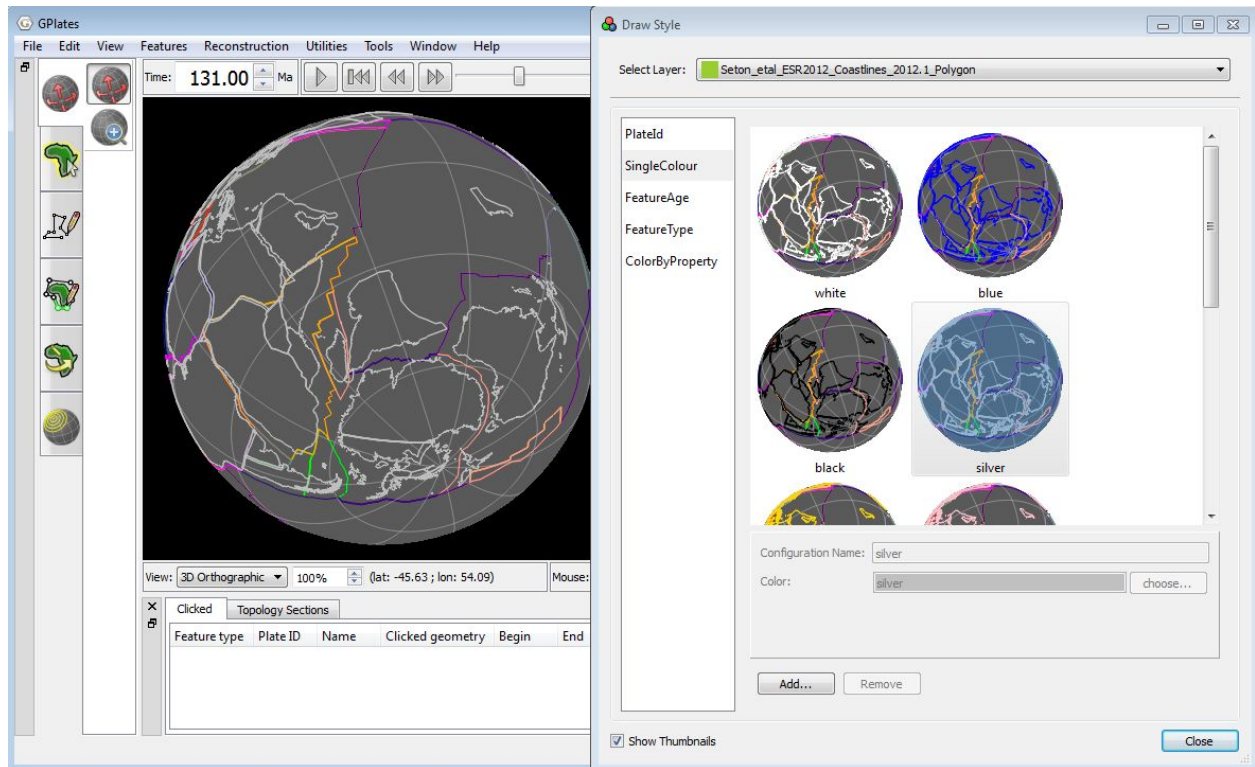 GPlates
File Edit View Features Reconstruction Utilities Tools Window Help
Time: 131.00 Ma
View: 3D Orthographic 100% (lat: -45.63 ; lon: 54.09) Mouse:
Clicked Topology Sections
Feature type Plate ID Name Clicked geometry Begin End
Draw Style
Select Layer: Seton_etal_ESR2012_Coastlines_2012.1_Polygon
PlateId
SingleColour
FeatureAge
FeatureType
ColorByProperty
white blue
black silver
Configuration Name: silver
Color: silver choose...
Add... Remove
Show Thumbnails Close